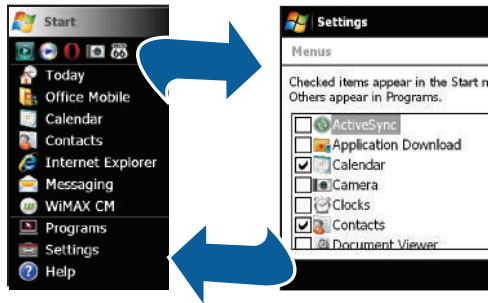 Start
66
Today
Office Mobile
Calendar
Contacts
Internet Explorer
Messaging
WiMAX CM
Programs
Settings
Help
Settings
Menus
Checked items appear in the Start
Others appear in Programs.
ActiveSync
Application Download
Calendar
Camera
Clocks
Contacts
Document Viewer